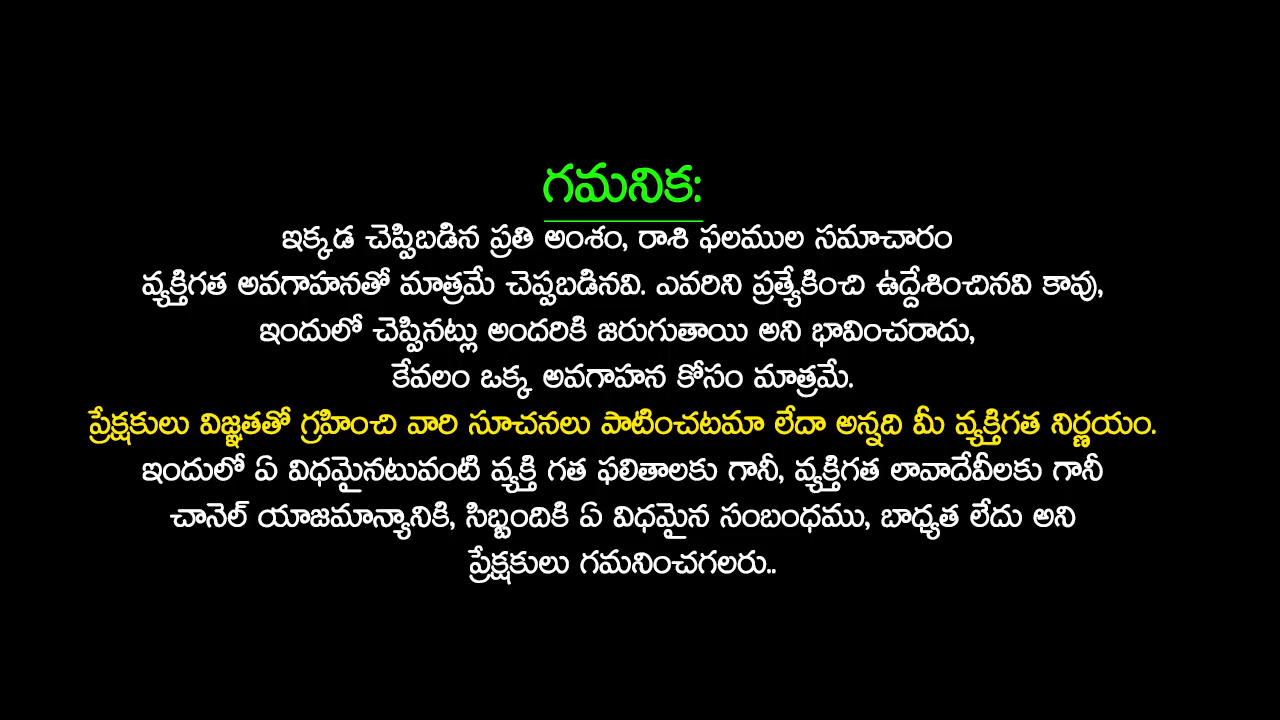 గమనిక:
ఇక్కడ చెప్పిబడిన ప్రతి అంశం, రాశి ఫలముల సమాచారం
వ్యక్తిగత అవగాహనతో మాత్రమే చెప్పబడినవి. ఎవరిని ప్రత్యేకించి ఉద్దేశించినవి కావు,
ఇందులో చెప్పినట్లు అందరికి జరుగుతాయి అని భావించరాదు,
కేవలం ఒక్క అవగాహన కోసం మాత్రమే.
ప్రేక్షకులు విజ్ఞతతో గ్రహించి వారి సూచనలు పాటించటమా లేదా అన్నది మీ వ్యక్తిగత నిర్ణయం.
ఇందులో ఏ విధమైనటువంటి వ్యక్తి గత ఫలితాలకు గానీ, వ్యక్తిగత లావాదేవీలకు గానీ
చానెల్ యాజమాన్యానికి, సిబ్బందికి ఏ విధమైన సంబంధము, బాధ్యత లేదు అని
ప్రేక్షకులు గమనించగలరు..